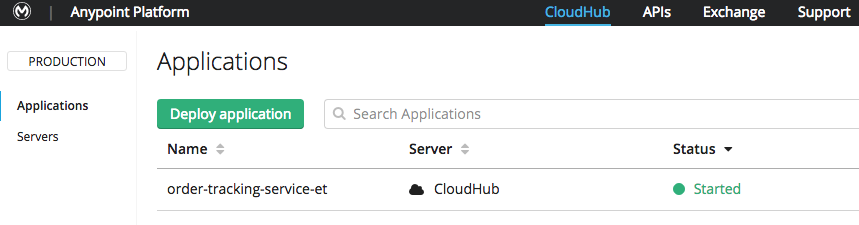 Anypoint Platform CloudHub APIs Exchange Support
PRODUCTION
Applications
Applications
Servers
Deploy application
Search Applications
Name Server Status
order-tracking-service-et CloudHub Started